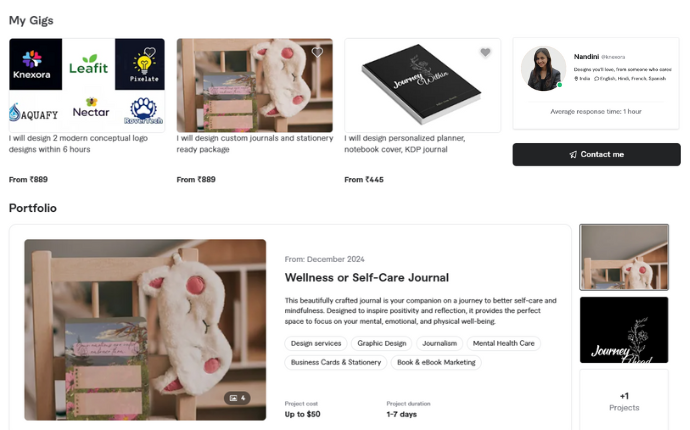 My Gigs
Knexora
Leafit
Pixelate
AQUAFY
Nectar
RoverTech
Journey
Within
Nandini @knexora
Designs you'll love, from someone who cares
India English, Hindi, French, Spanish
Average response time: 1 hour
Contact me
I will design 2 modern conceptual logo
designs within 6 hours
I will design custom journals and stationery
ready package
I will design personalized planner,
notebook cover, KDP journal
From ₹889
From ₹889
From ₹445
Portfolio
From: December 2024
Wellness or Self-Care Journal
This beautifully crafted journal is your companion on a journey to better self-care and
mindfulness. Designed to inspire positivity and reflection, it provides the perfect
space to focus on your mental, emotional, and physical well-being.
Design services
Graphic Design
Journalism
Mental Health Care
Business Cards & Stationery
Book & eBook Marketing
4
Project cost
Up to $50
Project duration
1-7 days
Journey
+1
Projects